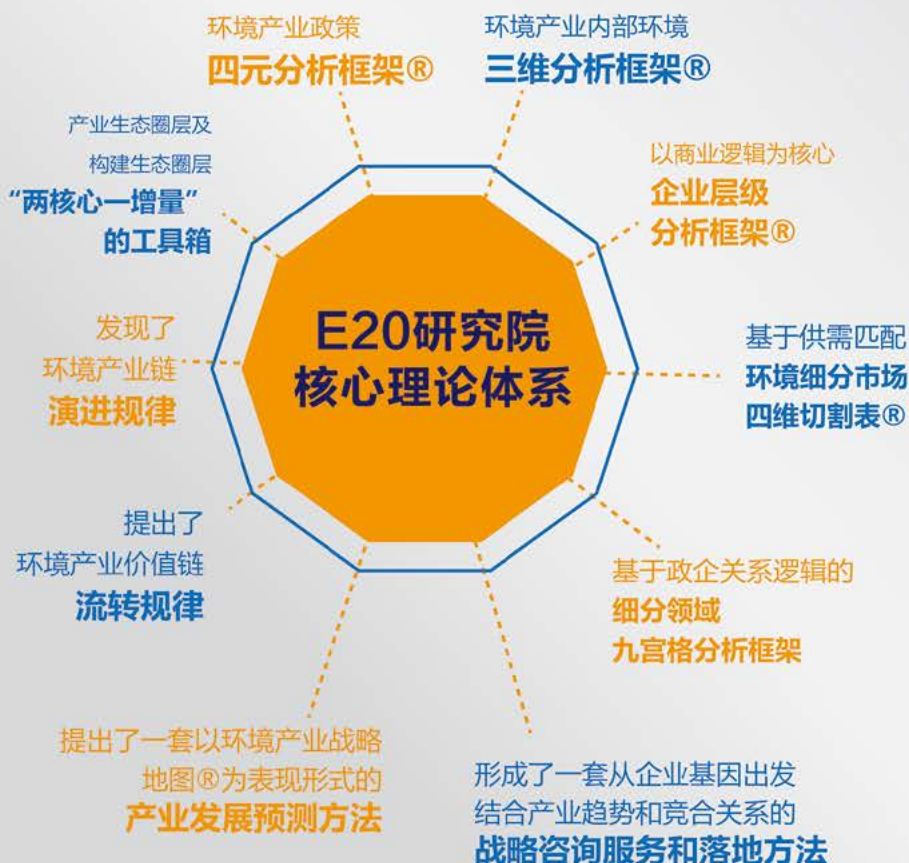 环境产业政策
四元分析框架®
环境产业内部环境
三维分析框架®
产业生态圈层及
构建生态圈层
“两核心一增量”
的工具箱
以商业逻辑为核心
企业层级
分析框架®
E20研究院
核心理论体系
发现了
环境产业链
演进规律
基于供需匹配
环境细分市场
四维切割表®
提出了
环境产业价值链
流转规律
基于政企关系逻辑的
细分领域
九宫格分析框架
提出了一套以环境产业战略
地图®为表现形式的
产业发展预测方法
形成了一套从企业基因出发
结合产业趋势和竞合关系的
战略咨询服务和落地方法